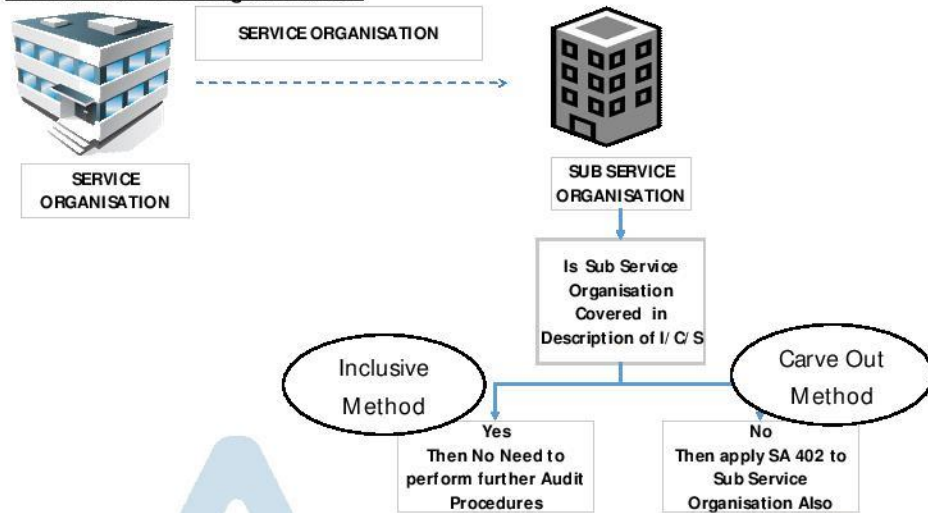 SERVICE ORGANISATION
SERVICE
ORGANISATION
SUB SERVICE
ORGANISATION
Is Sub Service
Organisation
Covered in
Description of I/ C/ S
Inclusive
Method
Carve Out
Method
Yes
Then No Need to
perform further Audit
Procedures
No
Then apply SA 402 to
Sub Service
Organisation Also